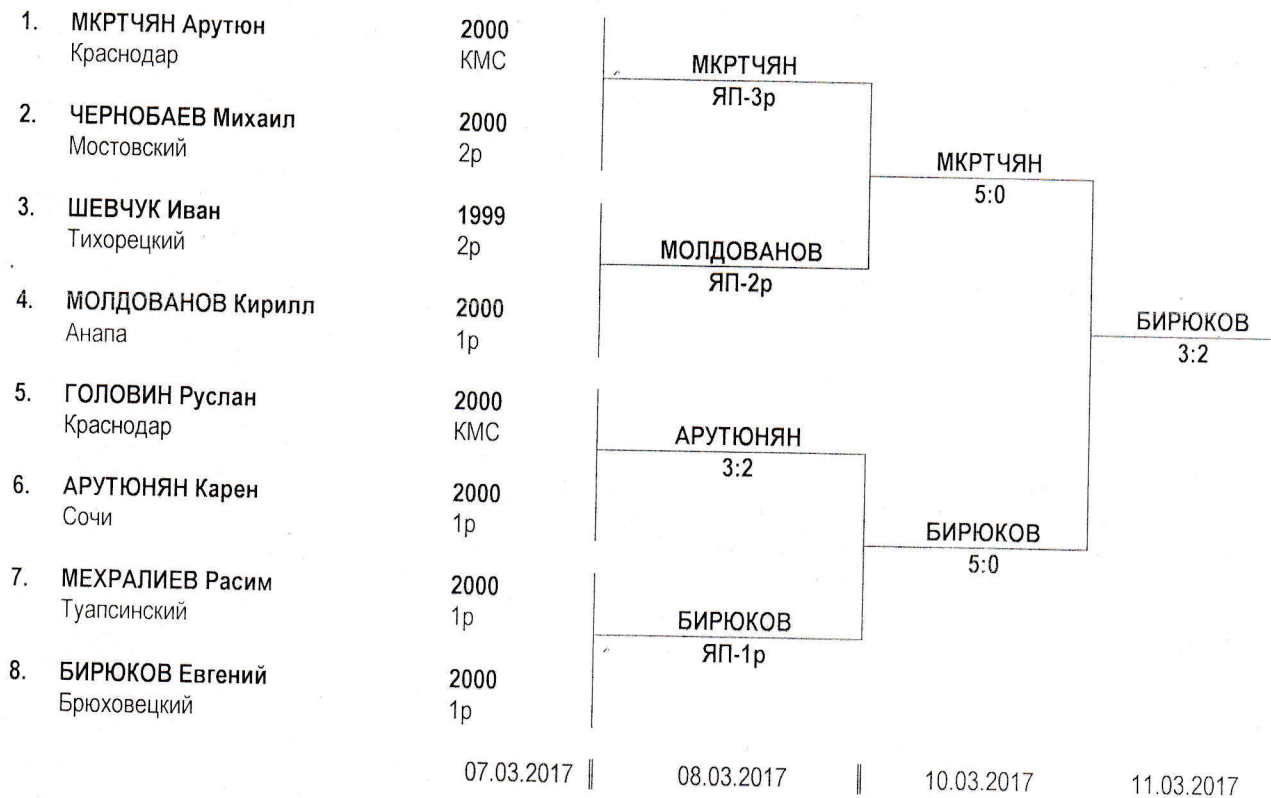 1. МКРТЧЯН Арутюн 2000
Краснодар КМС
МКРТЧЯН
ЯП-3р
2. ЧЕРНОБАЕВ Михаил 2000
Мостовский 2р
МКРТЧЯН
5:0
3. ШЕВЧУК Иван 1999
Тихорецкий 2р
МОЛДОВАНОВ
ЯП-2р
4. МОЛДОВАНОВ Кирилл 2000
Анапа 1р
БИРЮКОВ
3:2
5. ГОЛОВИН Руслан 2000
Краснодар КМС
АРУТЮНЯН
3:2
6. АРУТЮНЯН Карен 2000
Сочи 1р
БИРЮКОВ
5:0
7. МЕХРАЛИЕВ Расим 2000
Туапсинский 1р
БИРЮКОВ
ЯП-1р
8. БИРЮКОВ Евгений 2000
Брюховецкий 1р
07.03.2017 08.03.2017 10.03.2017 11.03.2017